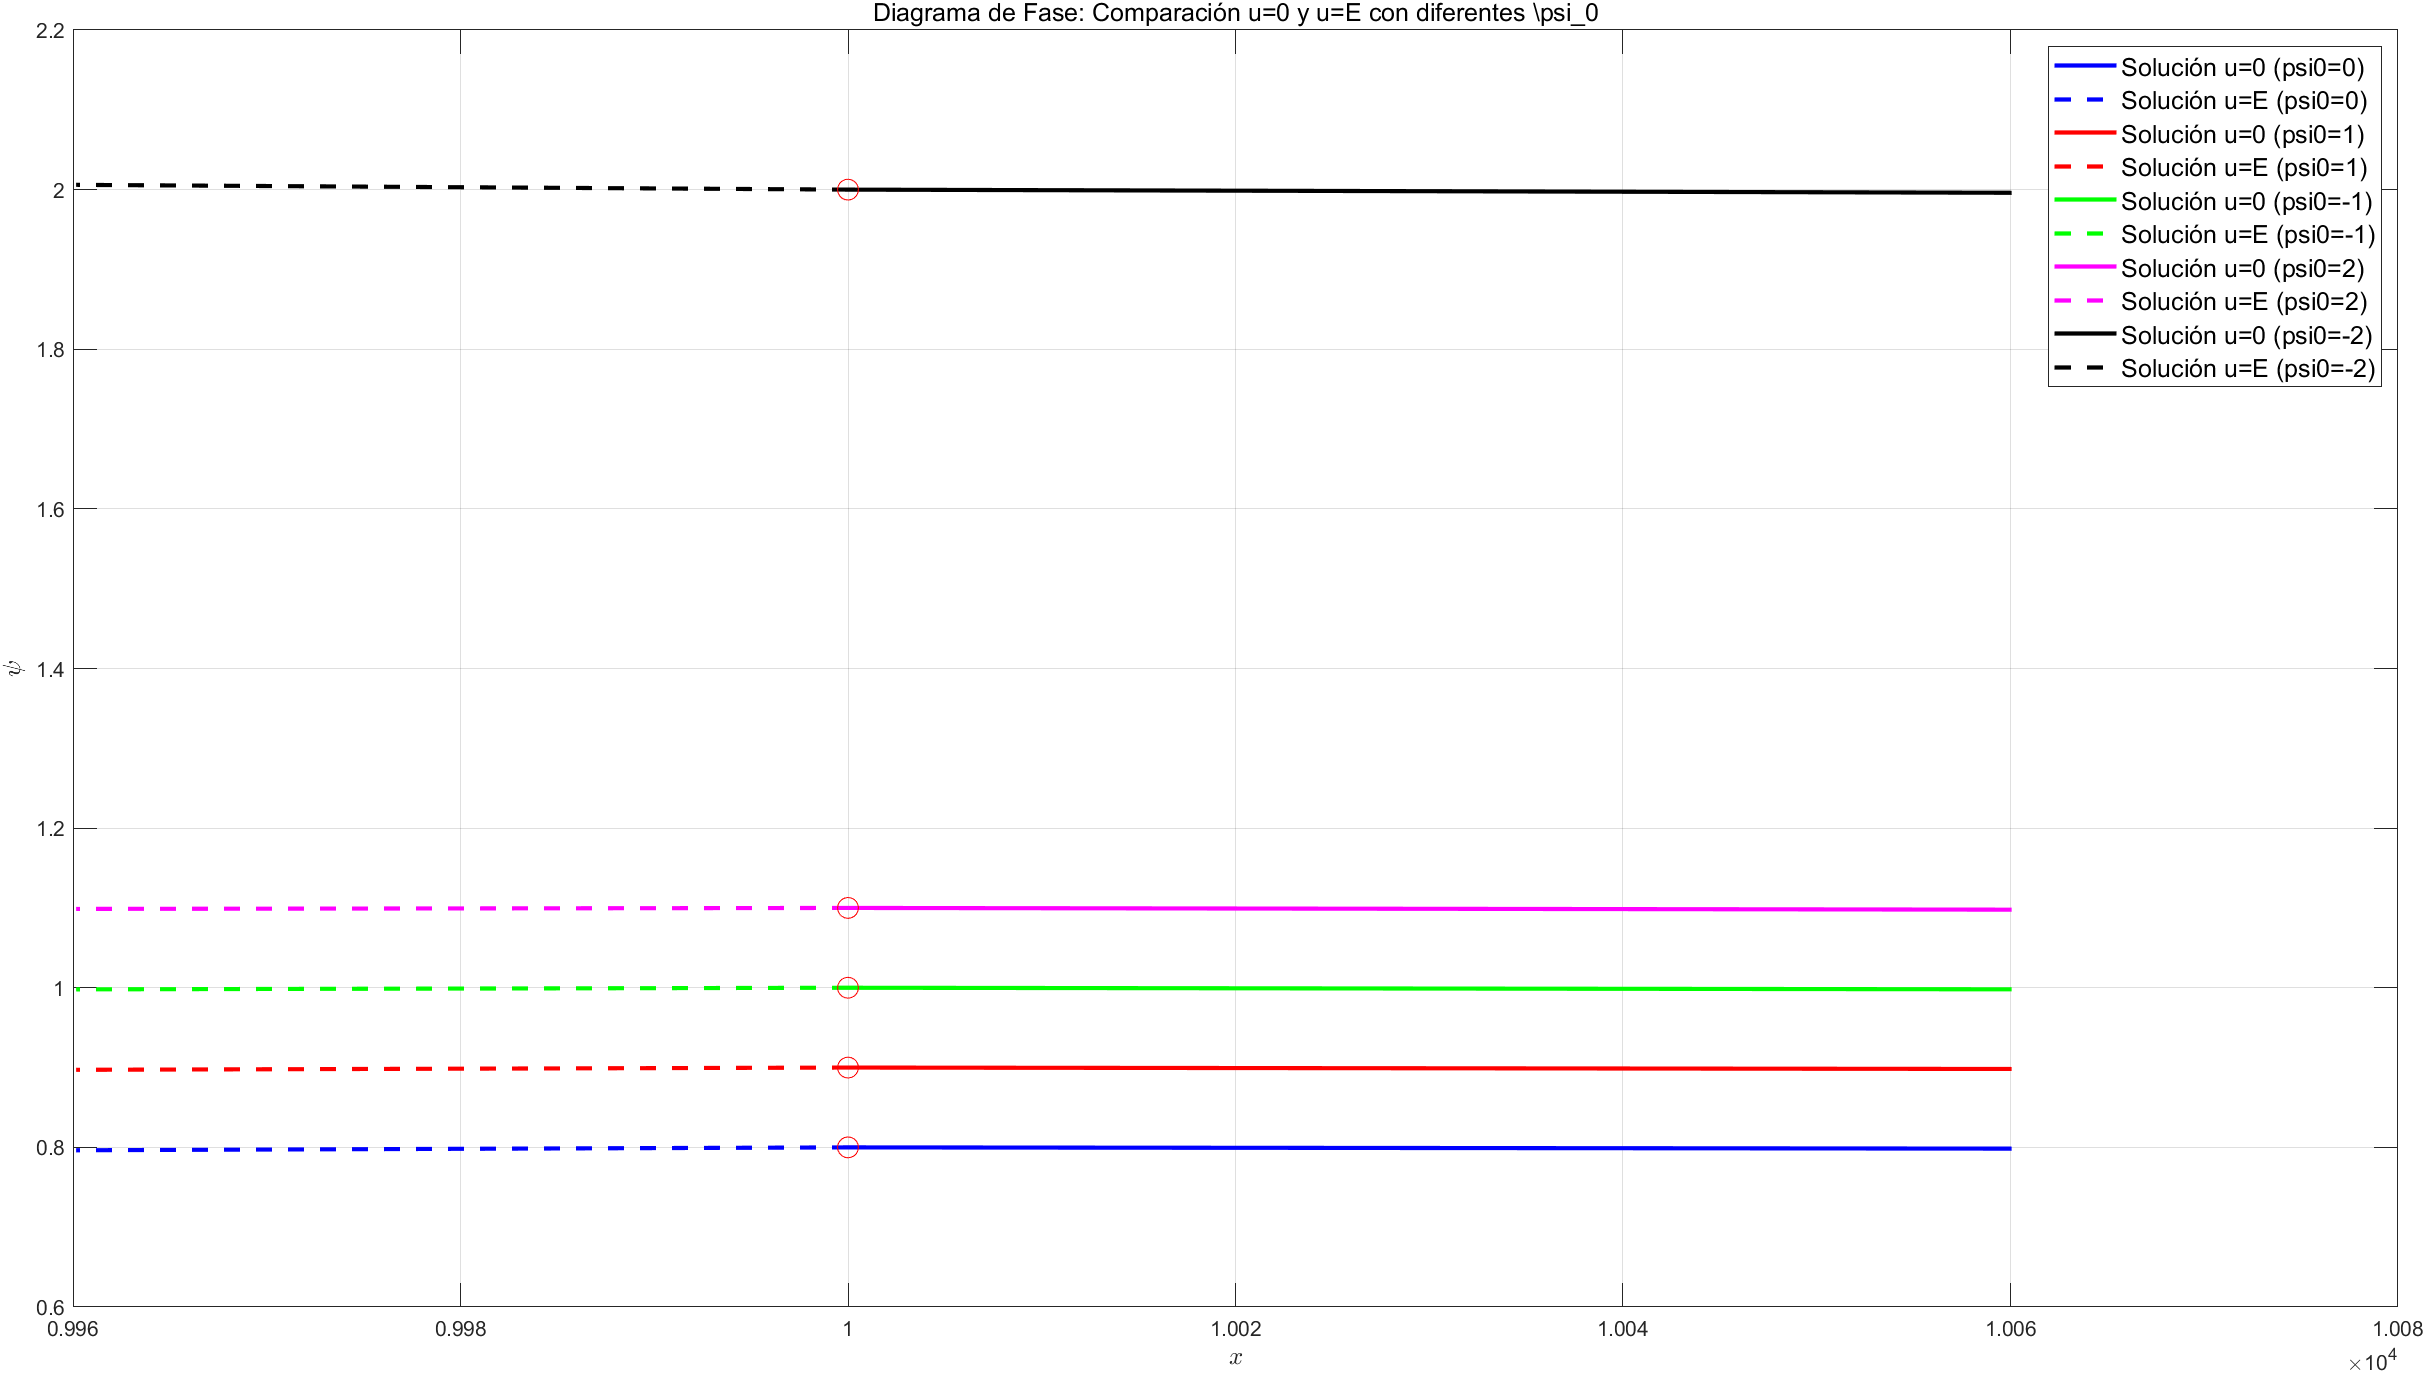 Diagrama de Fase: Comparación u=0 y u=E con diferentes \psi_0
2.2
2
1.8
1.6
1.4
1.2
1
0.8
0.6
ψ
Solución u=0 (psi0=0)
Solución u=E (psi0=0)
Solución u=0 (psi0=1)
Solución u=E (psi0=1)
Solución u=0 (psi0=-1)
Solución u=E (psi0=-1)
Solución u=0 (psi0=2)
Solución u=E (psi0=2)
Solución u=0 (psi0=-2)
Solución u=E (psi0=-2)
0.996 0.998 1 1.002 1.004 1.006 1.008
x
×10^4